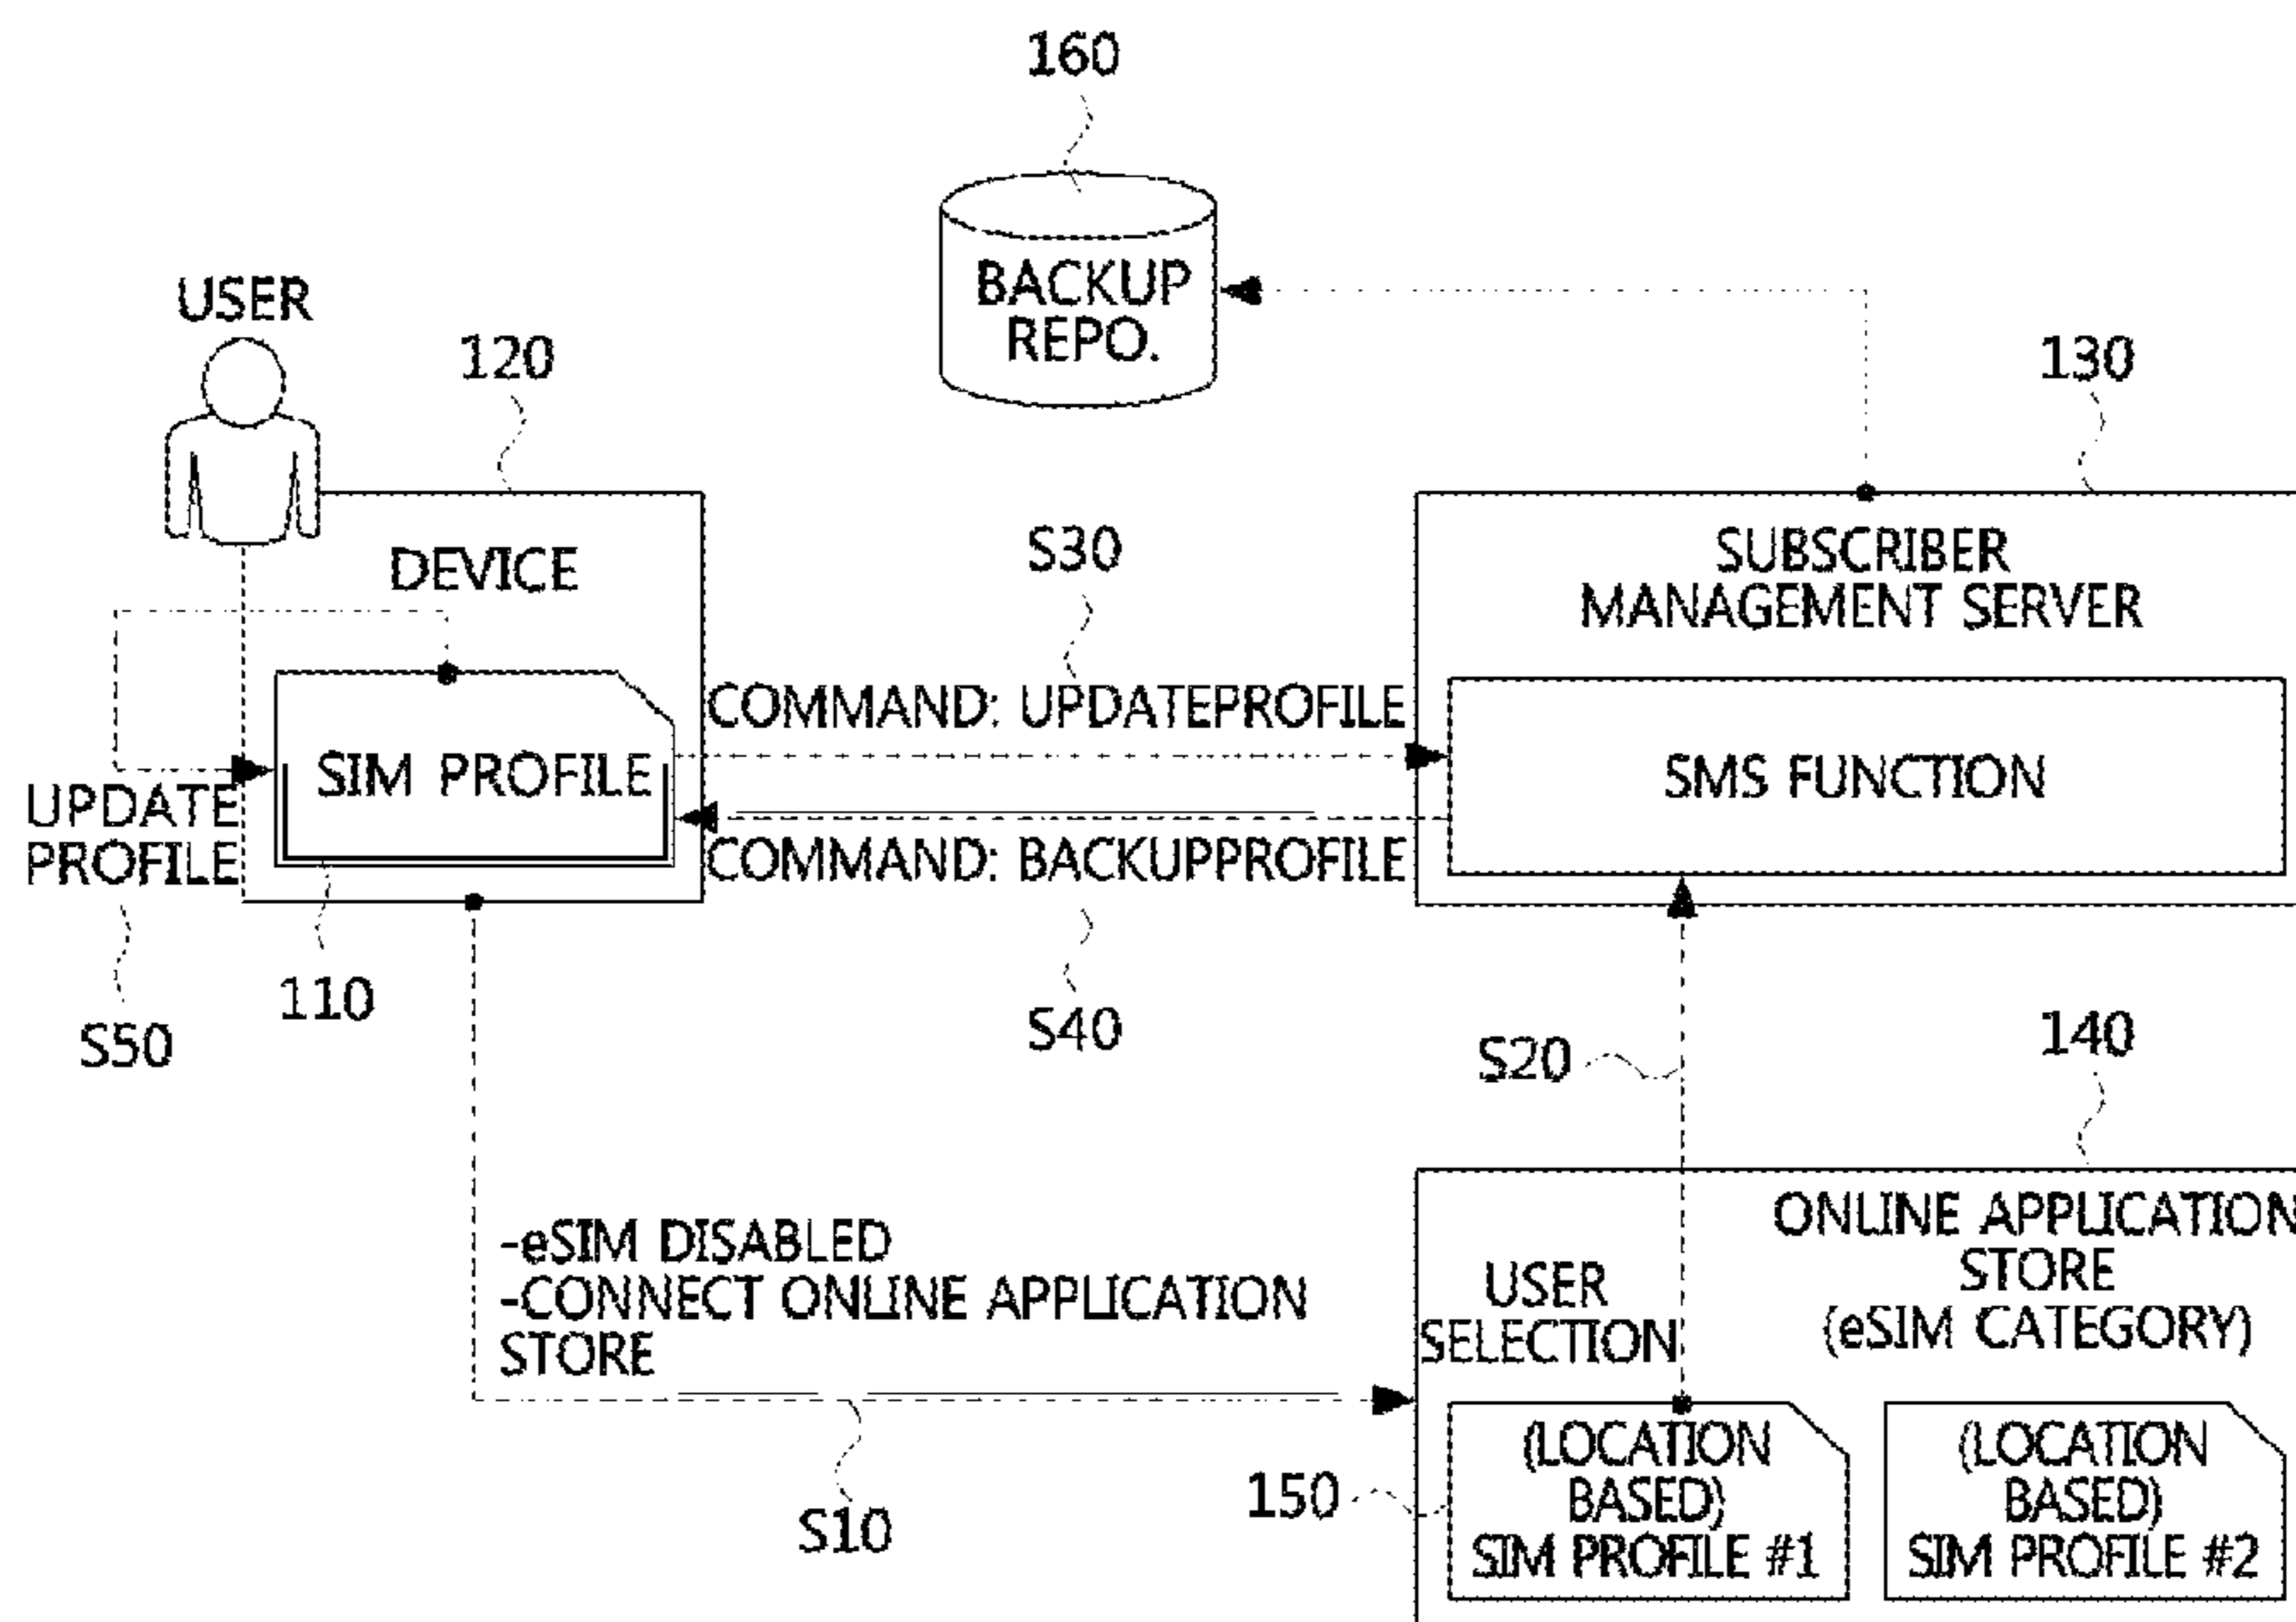 160
BACKUP
REPO.
USER
120
130
DEVICE
S30
SUBSCRIBER
MANAGEMENT SERVER
COMMAND: UPDATEPROFILE
SIM PROFILE
SMS FUNCTION
UPDATE
PROFILE
COMMAND: BACKUPPROFILE
110
S50
S40
S20
140
-eSIM DISABLED
-CONNECT ONLINE APPLICATION
STORE
ONLINE APPLICATION
STORE
(eSIM CATEGORY)
USER
SELECTION
150
(LOCATION
BASED)
SIM PROFILE #1
(LOCATION
BASED)
SIM PROFILE #2
S10